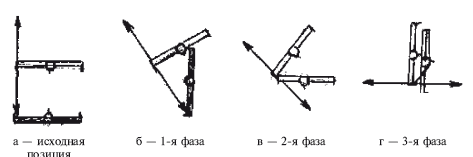 а — исходная
позиция
б — 1-я фаза
в — 2-я фаза
г — 3-я фаза